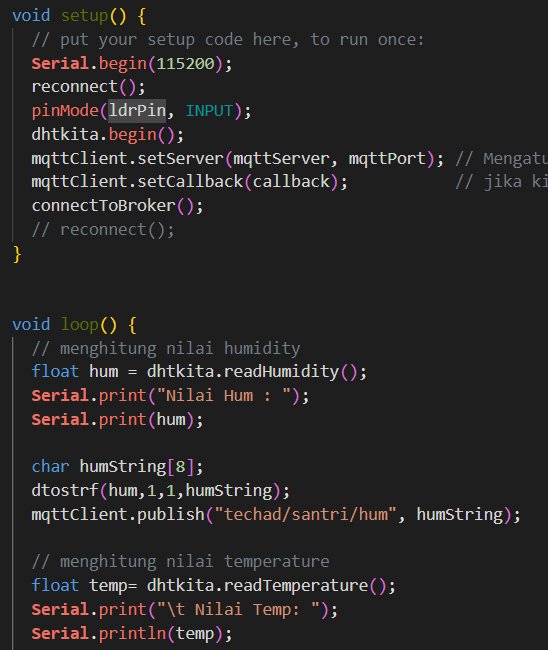 void setup() {
// put your setup code here, to run once:
Serial.begin(115200);
reconnect();
pinMode(ldrPin, INPUT);
dhtkita.begin();
mqttClient.setServer(mqttServer, mqttPort); // Mengatu
mqttClient.setCallback(callback); // jika ki
connectToBroker();
// reconnect();
}
void loop() {
// menghitung nilai humidity
float hum = dhtkita.readHumidity();
Serial.print("Nilai Hum : ");
Serial.print(hum);
char humString[8];
dtostrf(hum,1,1,humString);
mqttClient.publish("techad/santri/hum", humString);
// menghitung nilai temperature
float temp= dhtkita.readTemperature();
Serial.print("\t Nilai Temp: ");
Serial.println(temp);